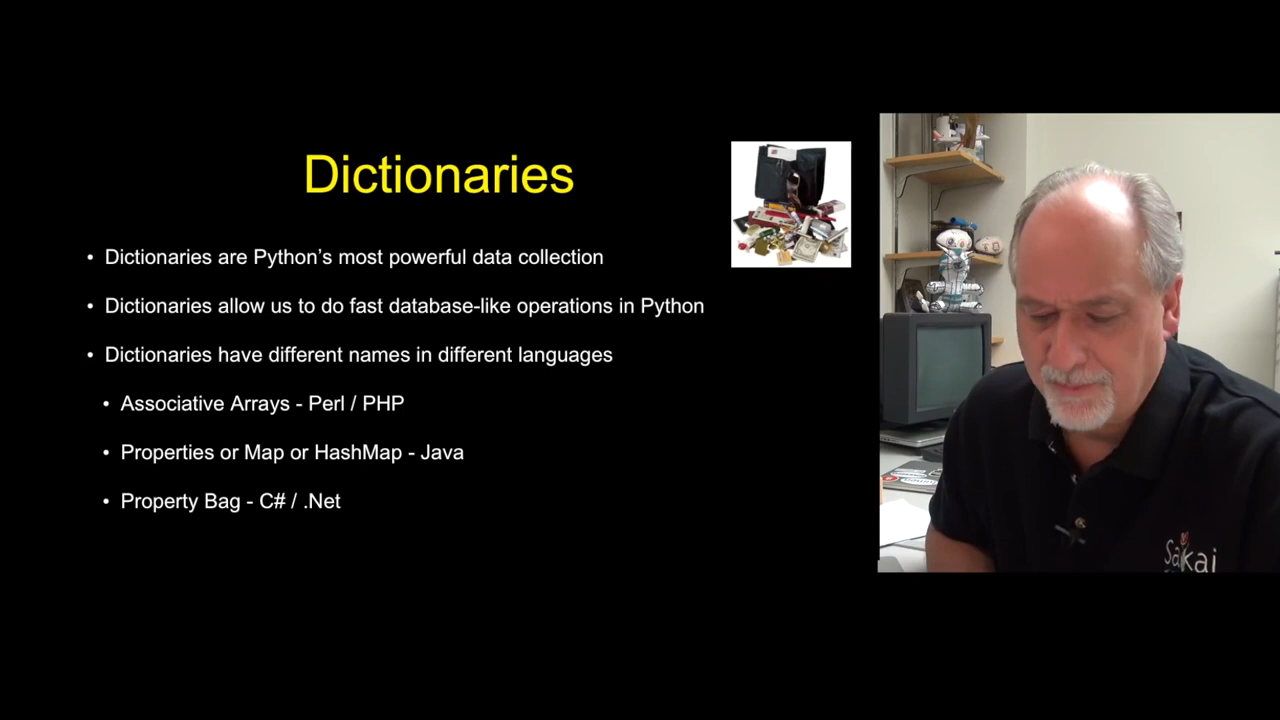 Dictionaries
• Dictionaries are Python's most powerful data collection
• Dictionaries allow us to do fast database-like operations in Python
• Dictionaries have different names in different languages
• Associative Arrays - Perl / PHP
• Properties or Map or HashMap - Java
• Property Bag - C# / .Net
Sakai